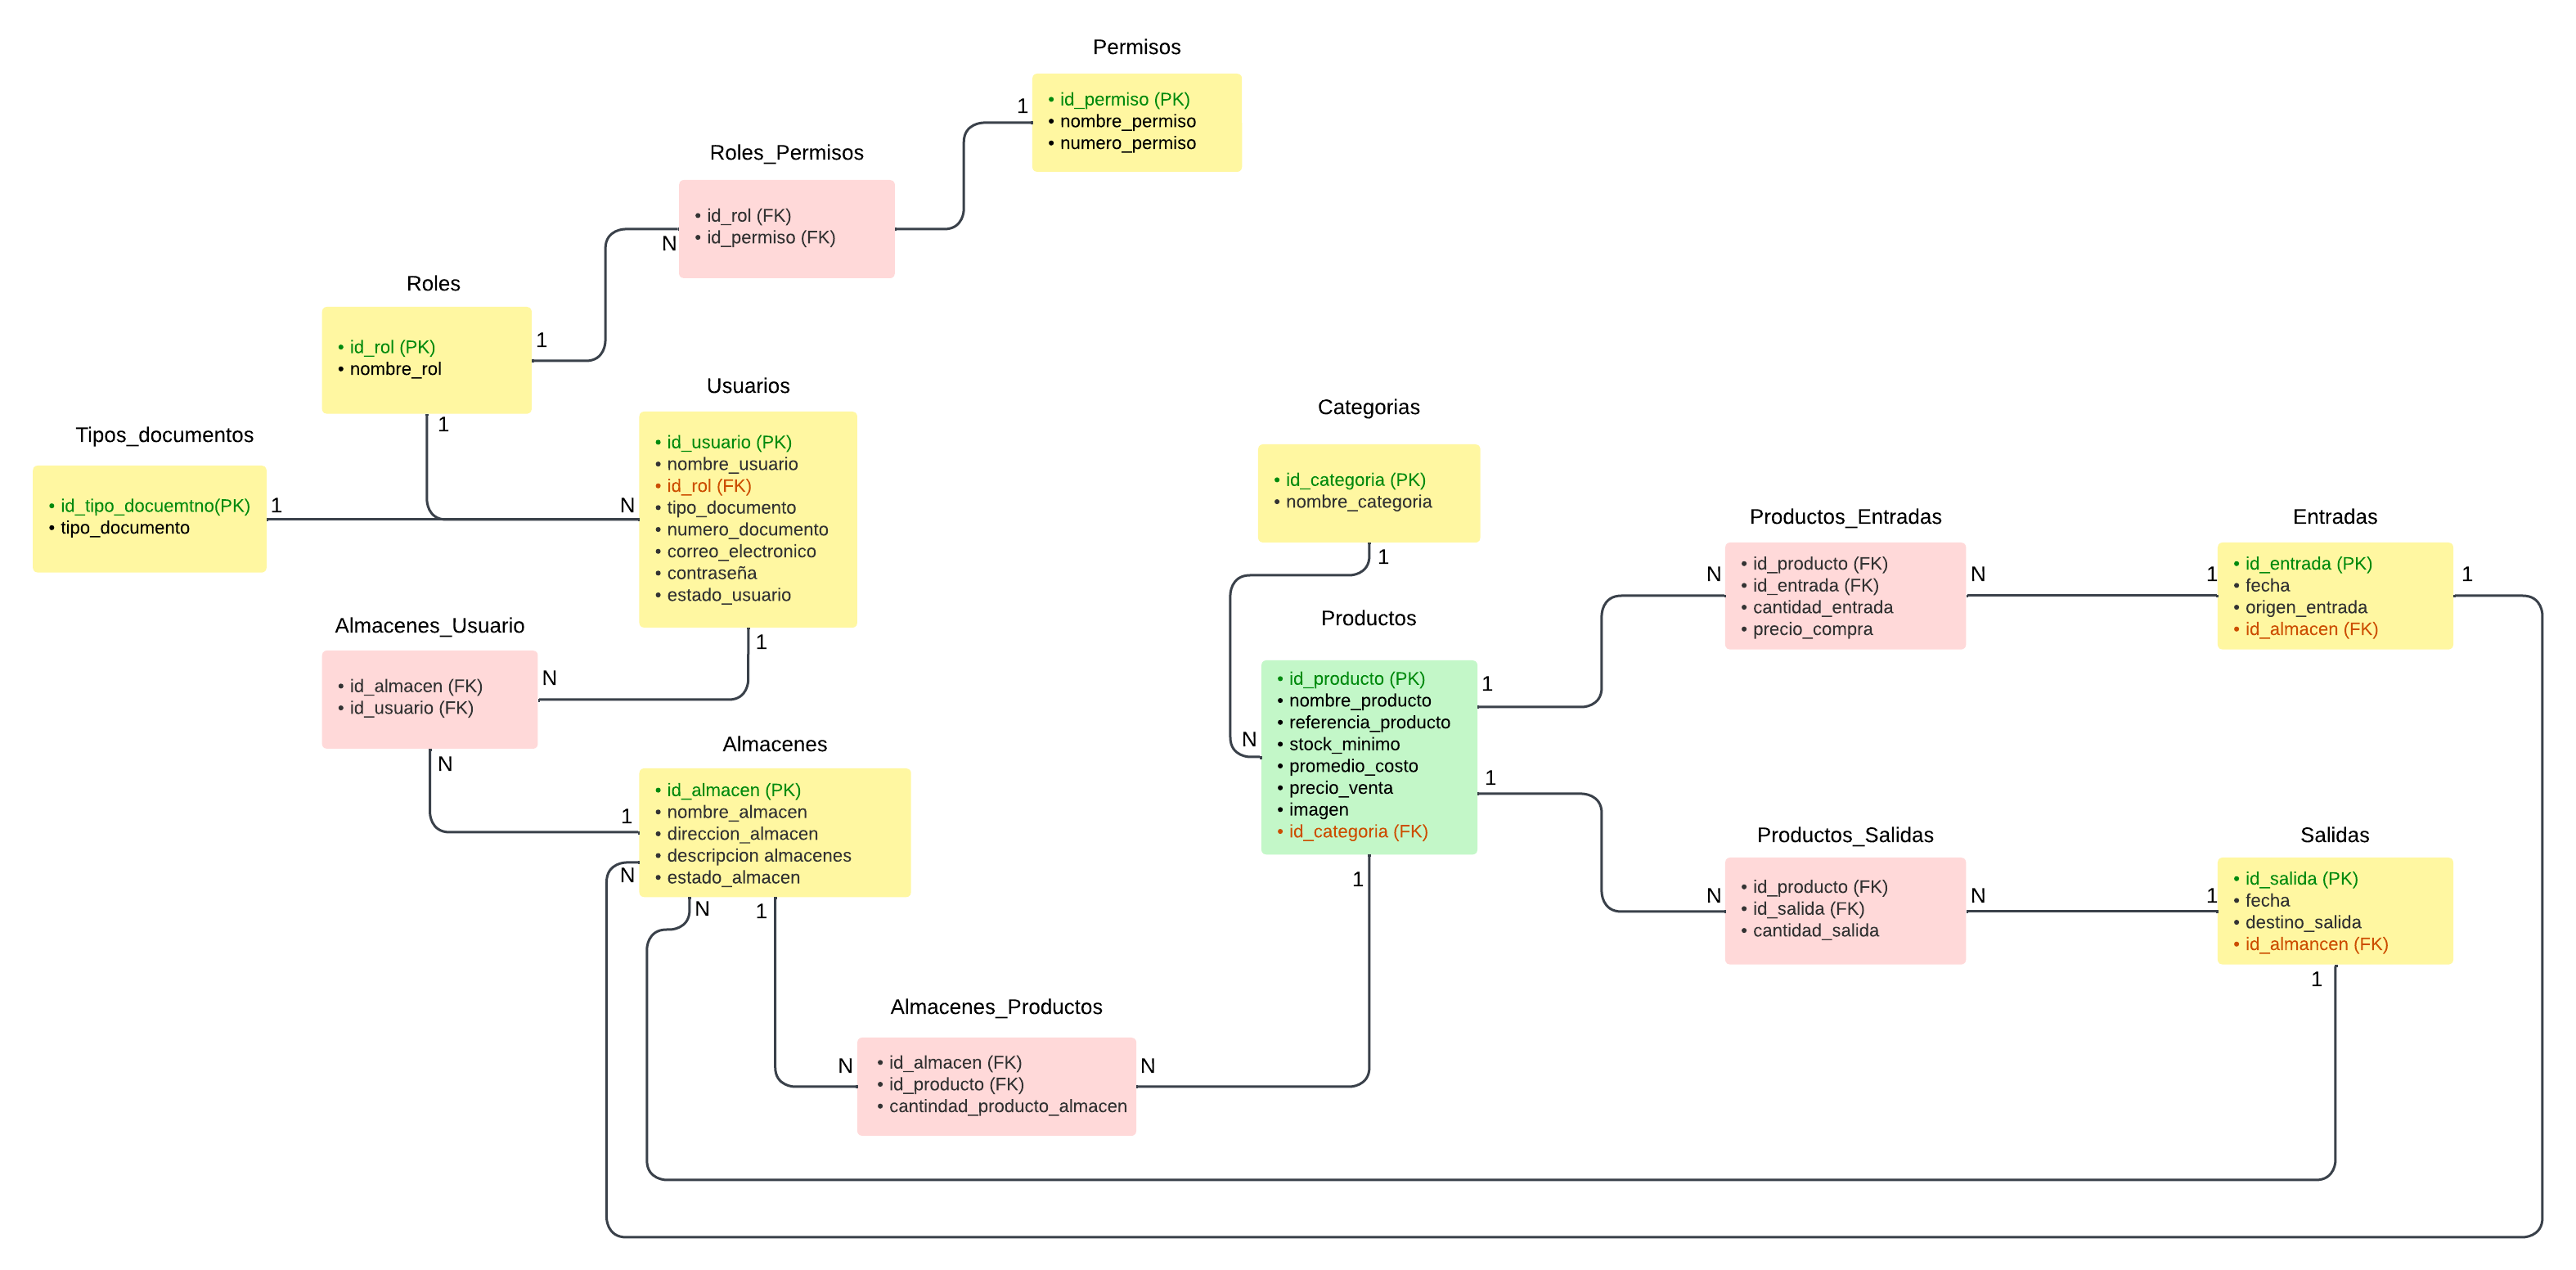 Permisos
1
• id_permiso (PK)
• nombre_permiso
• numero_permiso
Roles_Permisos
• id_rol (FK)
• id_permiso (FK)
N
Roles
• id_rol (PK)
• nombre_rol
1
1
Tipos_documentos
• id_tipo_docuemtno(PK)
• tipo_documento
1
N
Usuarios
• id_usuario (PK)
• nombre_usuario
• id_rol (FK)
• tipo_documento
• numero_documento
• correo_electronico
• contraseña
• estado_usuario
1
Almacenes_Usuario
• id_almacen (FK)
• id_usuario (FK)
N
N
Almacenes
• id_almacen (PK)
• nombre_almacen
• direccion_almacen
• descripcion almacenes
• estado_almacen
1
N
N
1
Almacenes_Productos
• id_almacen (FK)
• id_producto (FK)
• cantindad_producto_almacen
N
N
Categorias
• id_categoria (PK)
• nombre_categoria
1
Productos
• id_producto (PK)
• nombre_producto
• referencia_producto
• stock_minimo
• promedio_costo
• precio_venta
• imagen
• id_categoria (FK)
N
1
1
1
Productos_Entradas
• id_producto (FK)
• id_entrada (FK)
• cantidad_entrada
• precio_compra
N
N
Entradas
• id_entrada (PK)
• fecha
• origen_entrada
• id_almacen (FK)
1
1
Productos_Salidas
• id_producto (FK)
• id_salida (FK)
• cantidad_salida
N
N
Salidas
• id_salida (PK)
• fecha
• destino_salida
• id_almancen (FK)
1
1